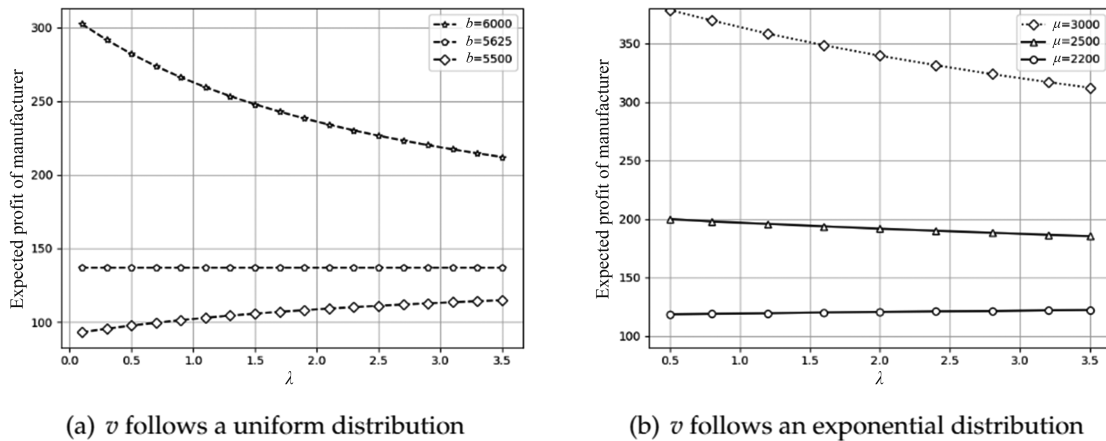 300
250
200
150
100
Expected profit of manufacturer
b=6000
b=5625
b=5500
0.0 0.5 1.0 1.5 2.0 2.5 3.0 3.5
λ
(a) v follows a uniform distribution
350
300
250
200
150
100
Expected profit of manufacturer
μ=3000
μ=2500
μ=2200
0.5 1.0 1.5 2.0 2.5 3.0 3.5
λ
(b) v follows an exponential distribution